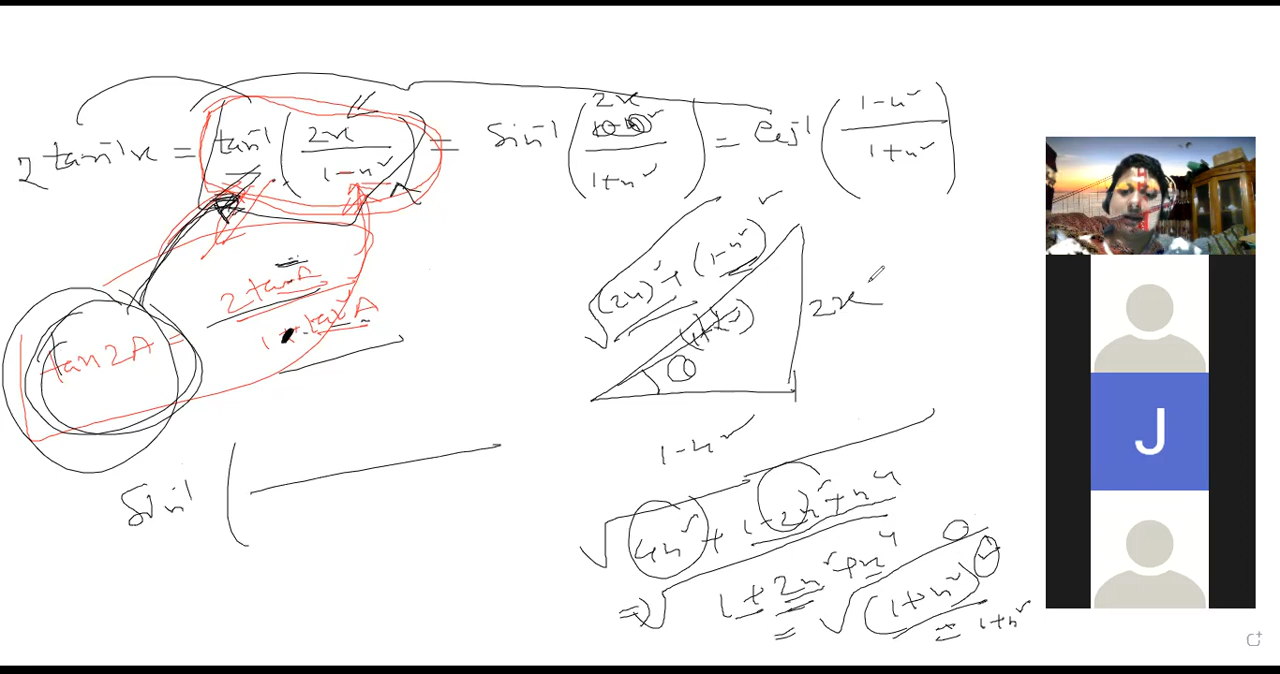 2 tan⁻¹x = tan⁻¹ (2x / 1-x²) = sin⁻¹ (2x / 1+x²) = cos⁻¹ (1-x² / 1+x²)
tan2A = 2tanA / 1-tan²A
√(2x)² + (1-x²)²
(1+x²)
2x
θ
1-x²
sin⁻¹ (
√4x² + 1-2x²+x⁴
⇒ √1+2x²+x⁴
= √(1+x²)²
= 1+x²
J